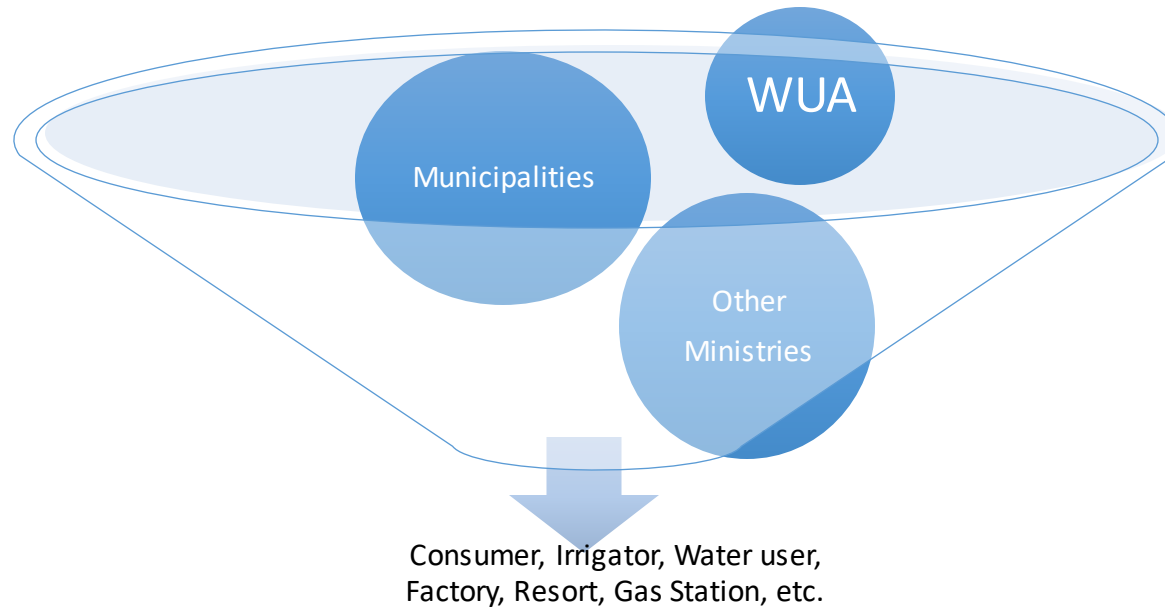 WUA
Municipalities
Other
Ministries
Consumer, Irrigator, Water user,
Factory, Resort, Gas Station, etc.